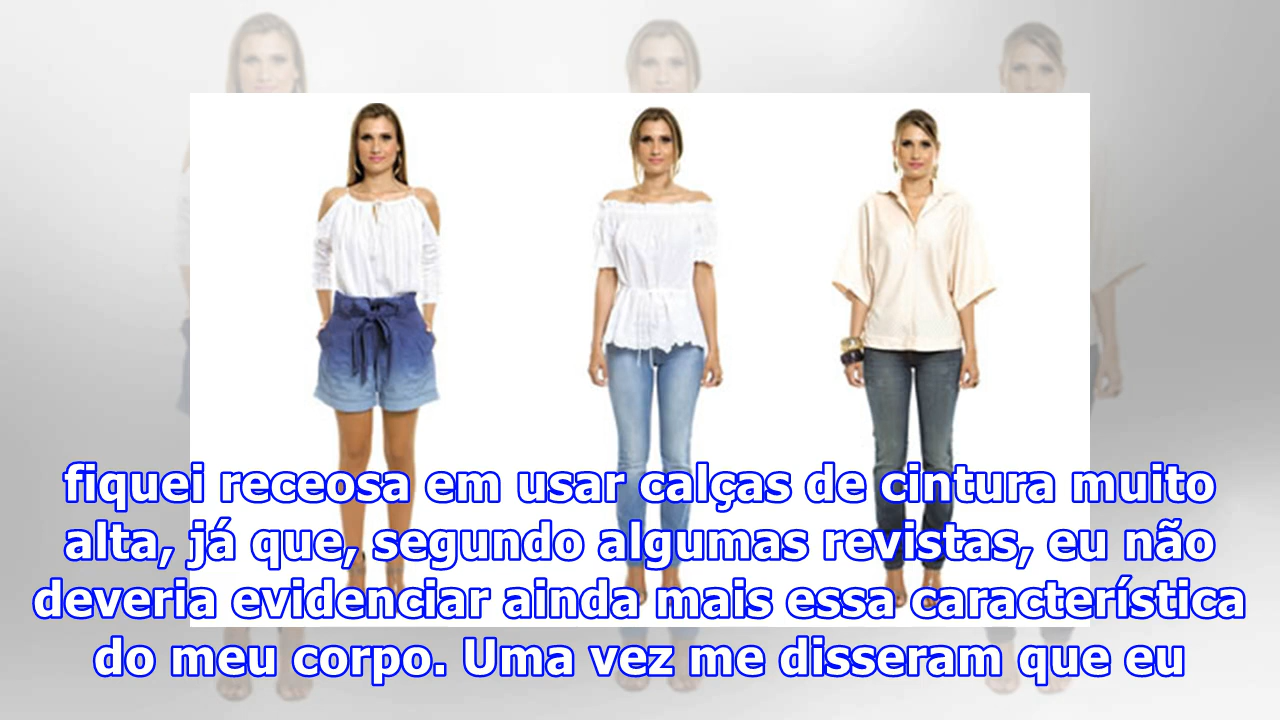 fiquei receosa em usar calças de cintura muito
alta, já que, segundo algumas revistas, eu não
deveria evidenciar ainda mais essa característica
do meu corpo. Uma vez me disseram que eu